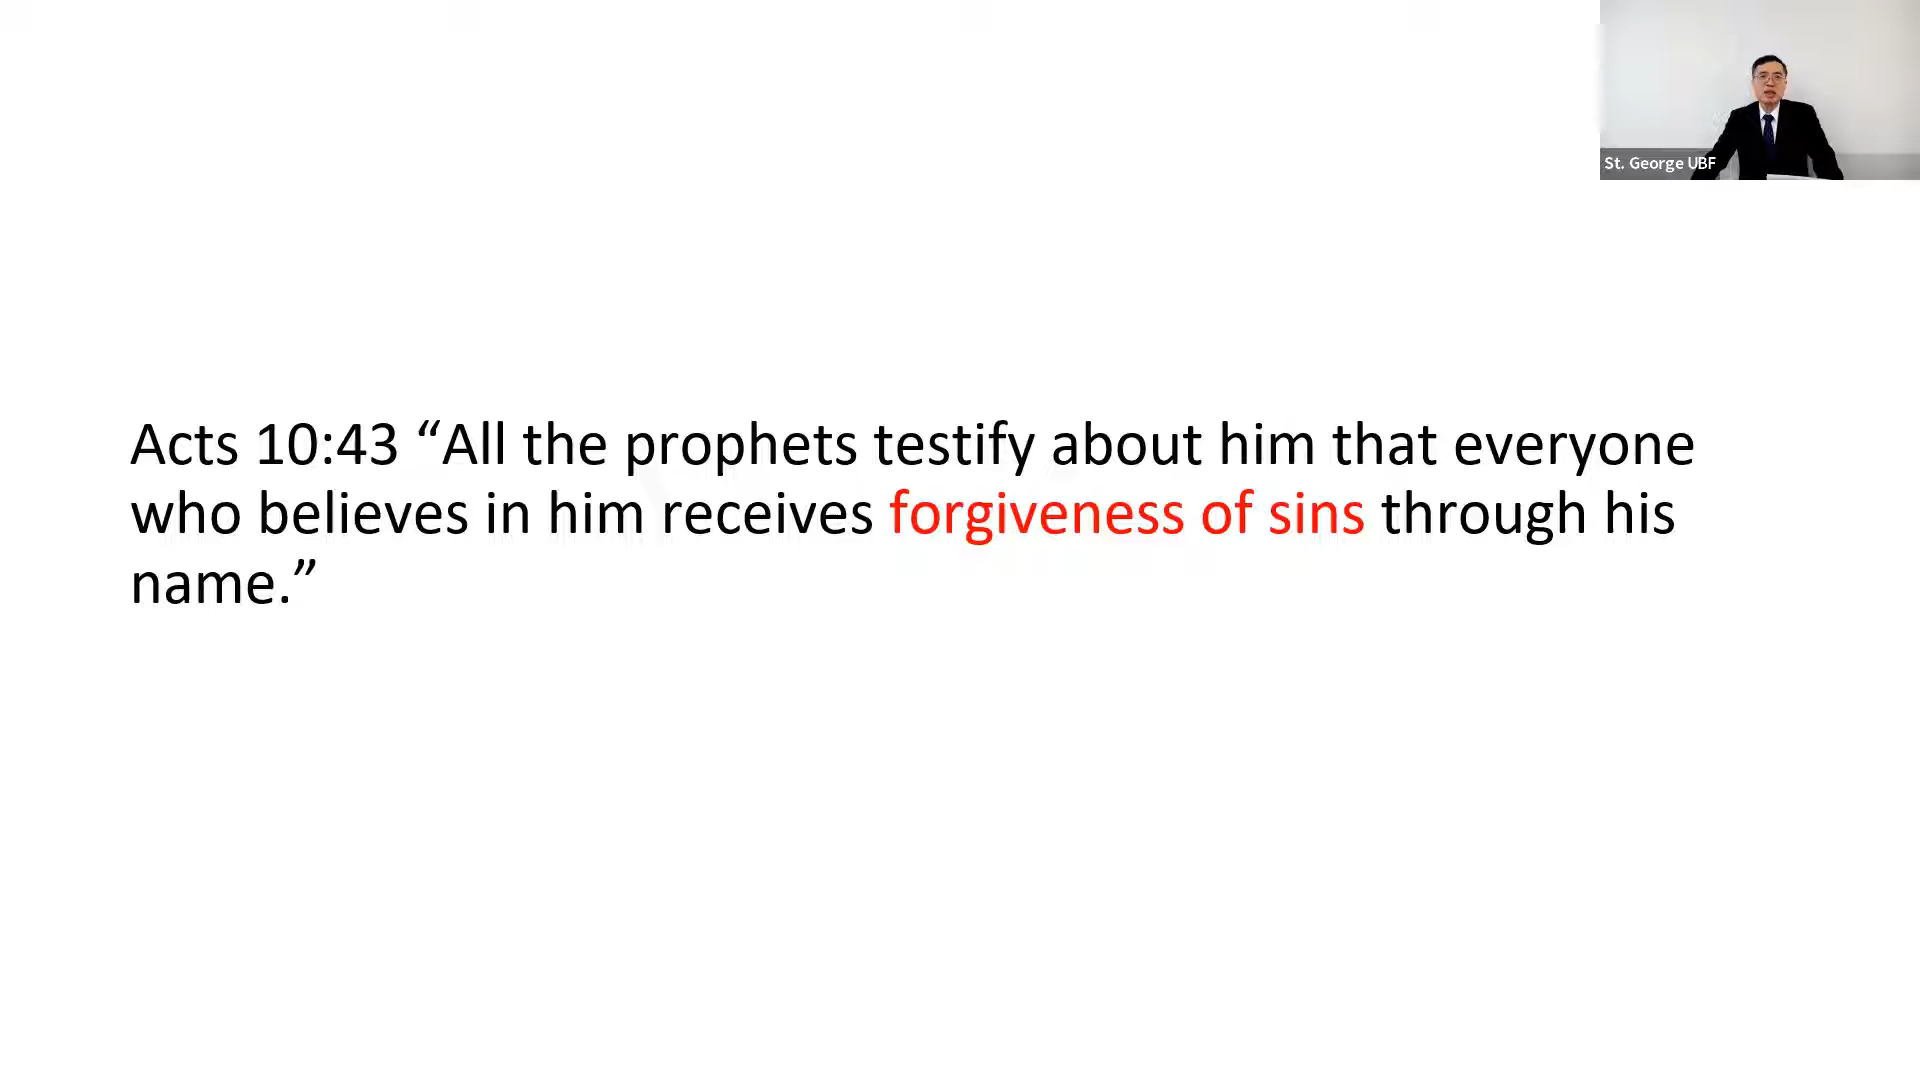 St. George UBF
Acts 10:43 “All the prophets testify about him that everyone
who believes in him receives forgiveness of sins through his
name.”